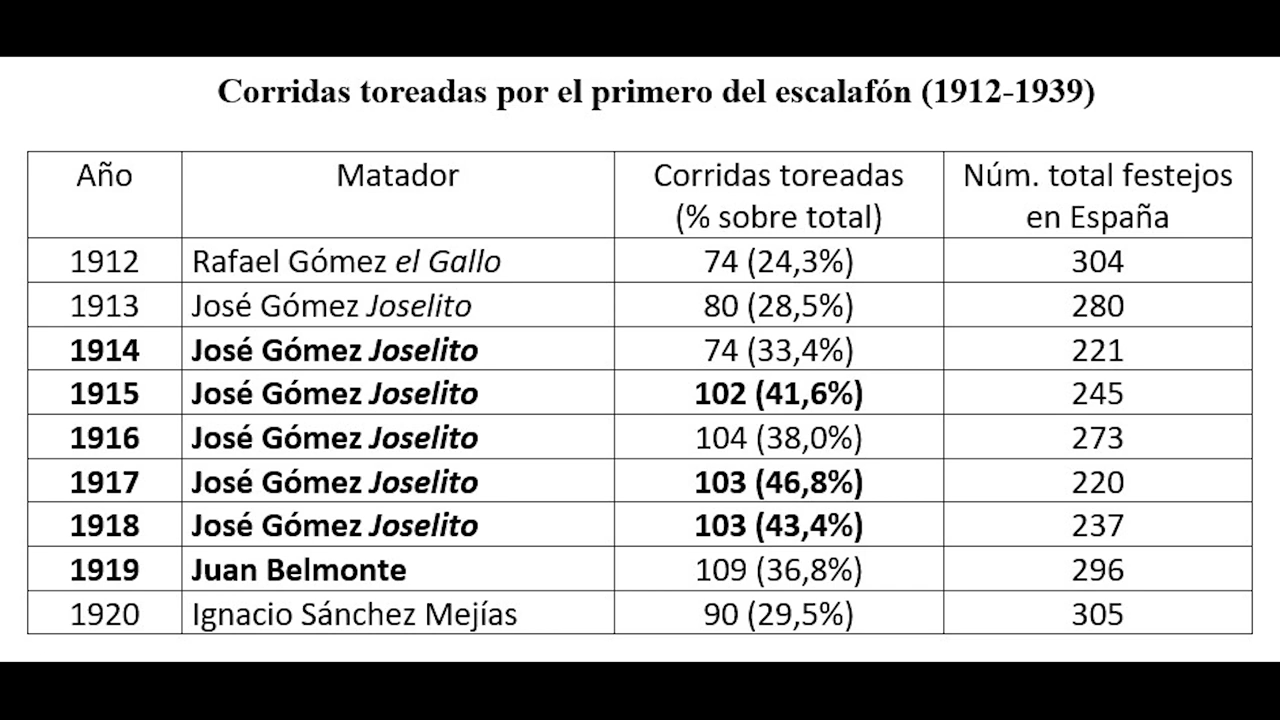 Corridas toreadas por el primero del escalafón (1912-1939)
Año Matador Corridas toreadas (% sobre total) Núm. total festejos en España
1912 Rafael Gómez el Gallo 74 (24,3%) 304
1913 José Gómez Joselito 80 (28,5%) 280
1914 José Gómez Joselito 74 (33,4%) 221
1915 José Gómez Joselito 102 (41,6%) 245
1916 José Gómez Joselito 104 (38,0%) 273
1917 José Gómez Joselito 103 (46,8%) 220
1918 José Gómez Joselito 103 (43,4%) 237
1919 Juan Belmonte 109 (36,8%) 296
1920 Ignacio Sánchez Mejías 90 (29,5%) 305